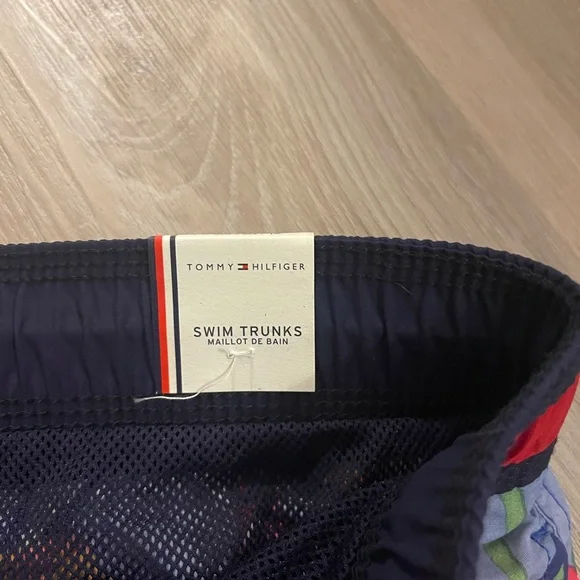 TOMMY HILFIGER
SWIM TRUNKS
MAILLOT DE BAIN